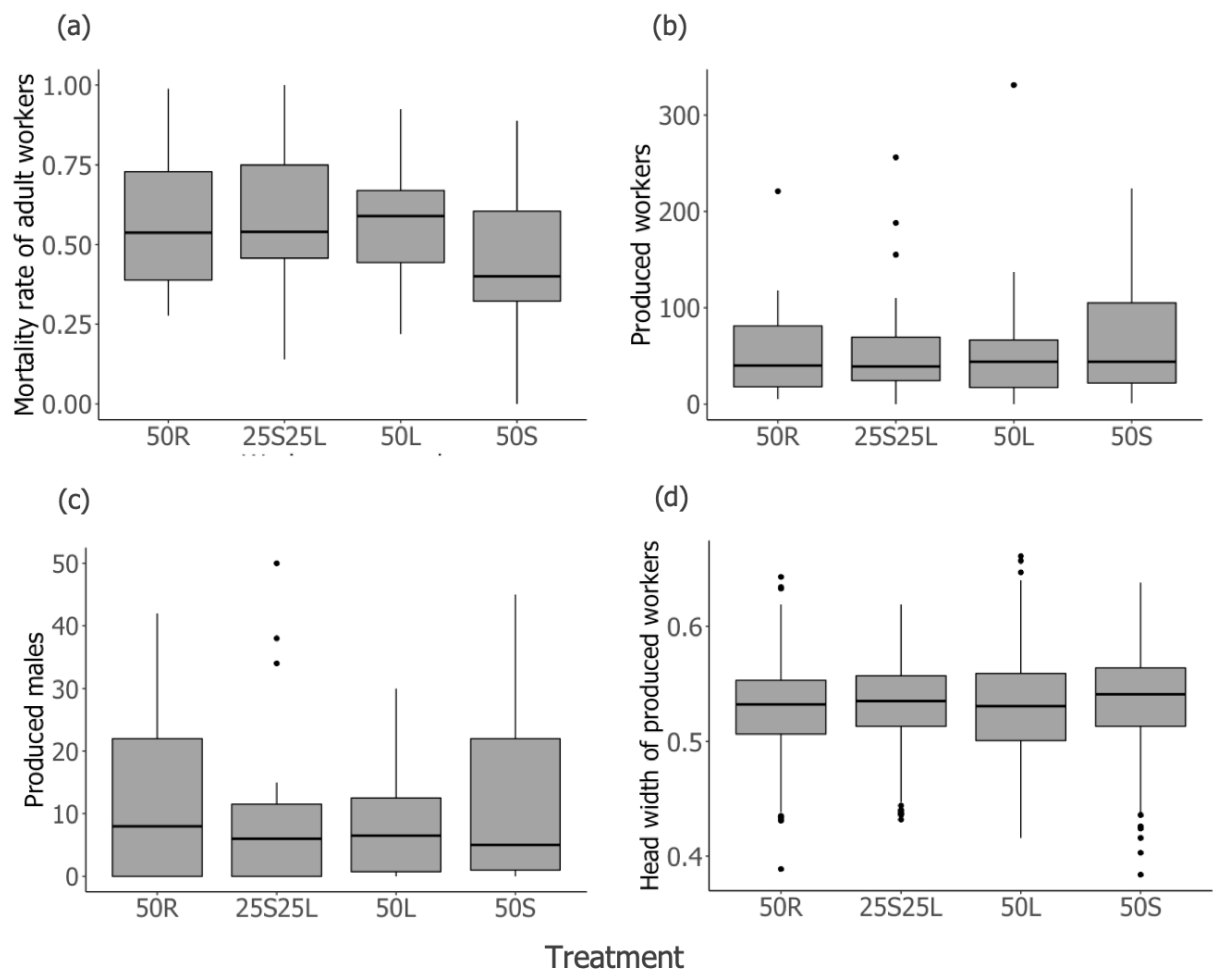 (a)
Mortality rate of adult workers
1.00
0.75
0.50
0.25
0.00
50R 25S25L 50L 50S
(b)
Produced workers
300
200
100
0
50R 25S25L 50L 50S
(c)
Produced males
50
40
30
20
10
0
50R 25S25L 50L 50S
(d)
Head width of produced workers
0.6
0.5
0.4
50R 25S25L 50L 50S
Treatment